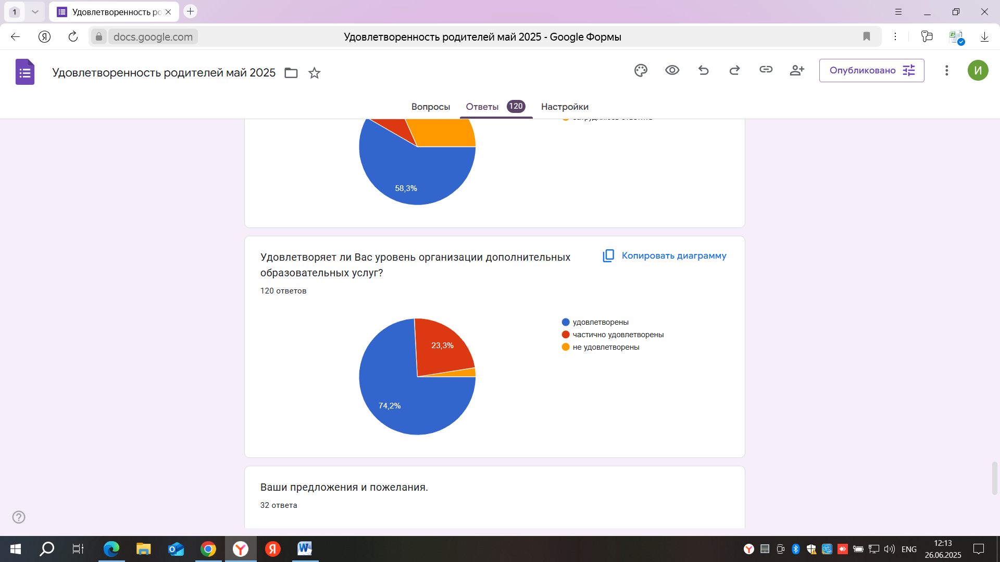 1
Удовлетворенность ро
docs.google.com
Удовлетворенность родителей май 2025 - Google Формы
Удовлетворенность родителей май 2025
Опубликовано
И
Вопросы
Ответы 120
Настройки
58,3%
Удовлетворяет ли Вас уровень организации дополнительных
образовательных услуг?
Копировать диаграмму
120 ответов
удовлетворены
частично удовлетворены
не удовлетворены
23,3%
74,2%
Ваши предложения и пожелания.
32 ответа
ENG
12:13
26.06.2025